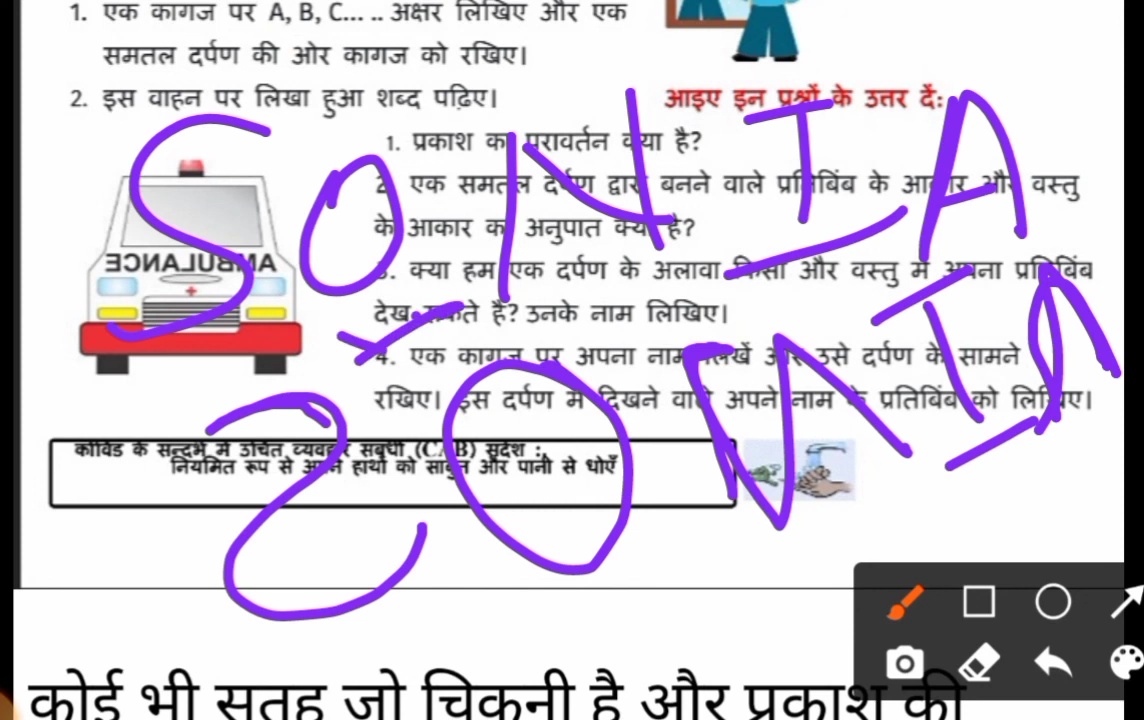 1. एक कागज पर A, B, C... .. अक्षर लिखिए और एक
समतल दर्पण की ओर कागज को रखिए।
2. इस वाहन पर लिखा हुआ शब्द पढ़िए।
आइए इन प्रश्नों के उत्तर दें:
1. प्रकाश का परावर्तन क्या है?
2. एक समतल दर्पण द्वारा बनने वाले प्रतिबिंब के आकार और वस्तु
के आकार का अनुपात क्या है?
3. क्या हम एक दर्पण के अलावा किसी और वस्तु में अपना प्रतिबिंब
देख सकते है? उनके नाम लिखिए।
4. एक कागज पर अपना नाम लिखें और उसे दर्पण के सामने
रखिए। इस दर्पण में दिखने वाले अपने नाम के प्रतिबिंब को लिखिए।
AMBULANCE
SONIA
कोविड के सन्दर्भ में उचित व्यवहार संबंधी (CAB) सन्देश :
नियमित रूप से अपने हाथों को साबुन और पानी से धोएँ
कोई भी सतह जो चिकनी है और प्रकाश की